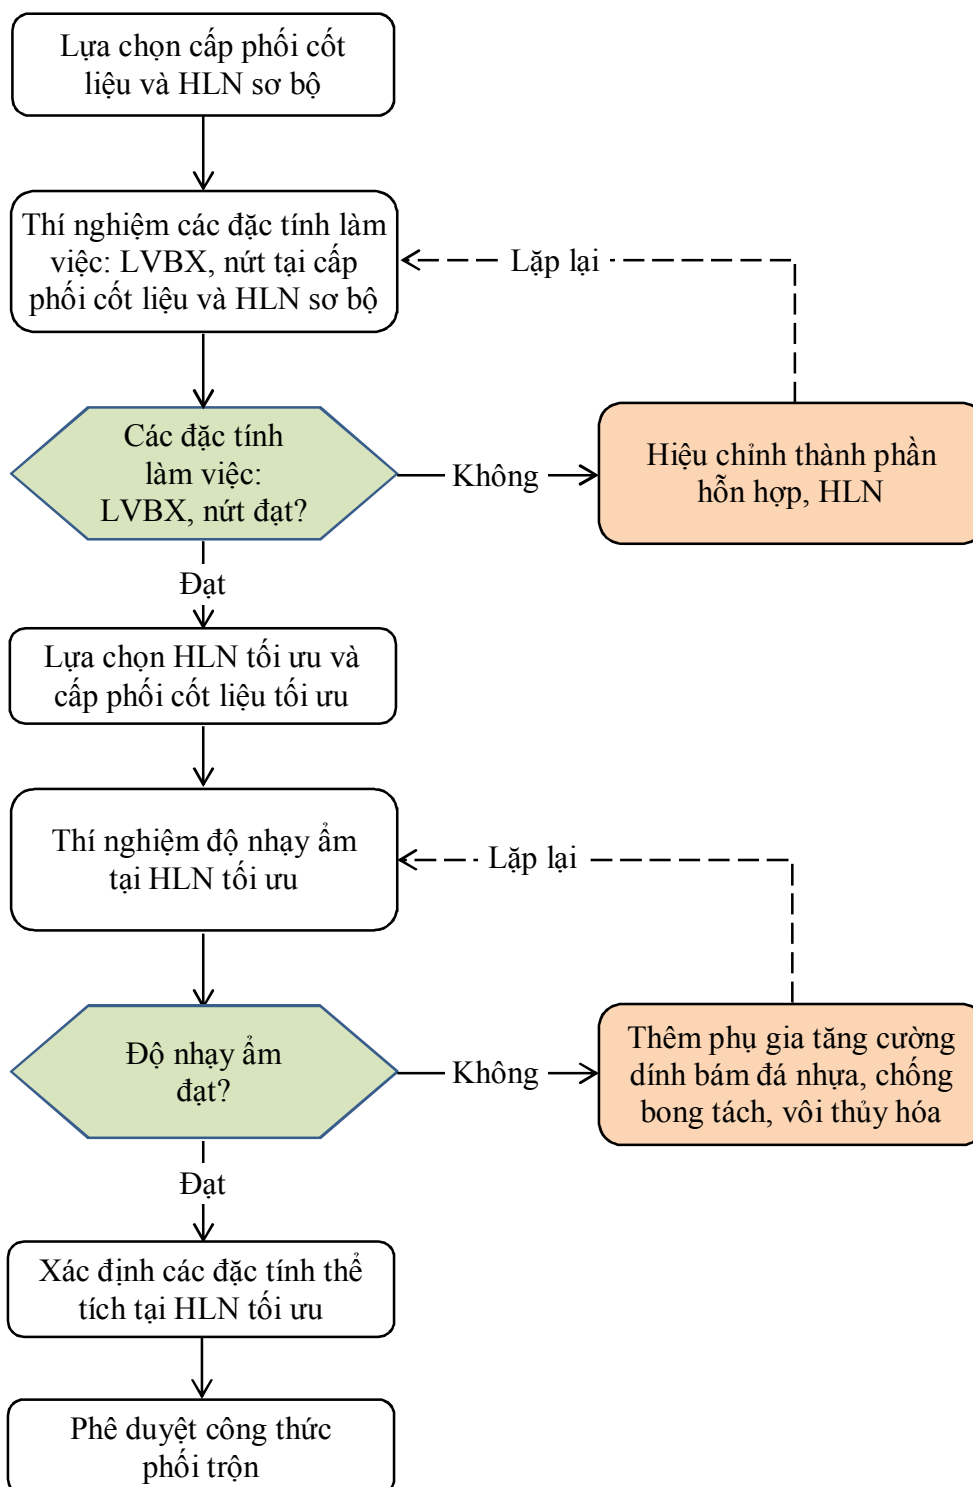 Lựa chọn cấp phối cốt
liệu và HLN sơ bộ
Thí nghiệm các đặc tính làm
việc: LVBX, nứt tại cấp
phối cốt liệu và HLN sơ bộ
Lặp lại
Các đặc tính
làm việc:
LVBX, nứt đạt?
Không
Hiệu chỉnh thành phần
hỗn hợp, HLN
Đạt
Lựa chọn HLN tối ưu và
cấp phối cốt liệu tối ưu
Thí nghiệm độ nhạy ẩm
tại HLN tối ưu
Lặp lại
Độ nhạy ẩm
đạt?
Không
Thêm phụ gia tăng cường
dính bám đá nhựa, chống
bong tách, vôi thủy hóa
Đạt
Xác định các đặc tính thể
tích tại HLN tối ưu
Phê duyệt công thức
phối trộn